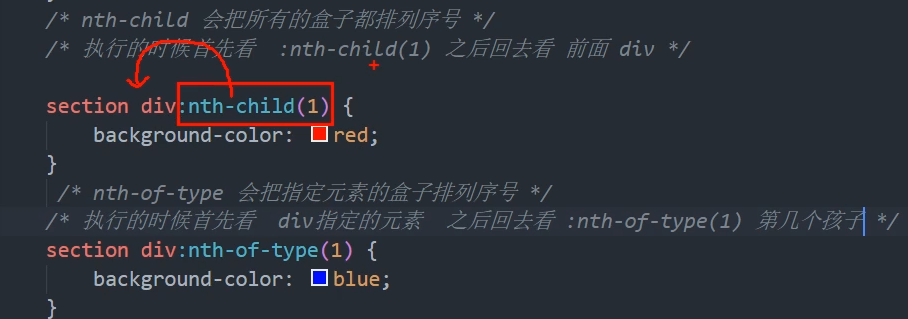 /* nth-child 会把所有的盒子都排列序号 */
/* 执行的时候首先看  :nth-child(1) 之后回去看 前面 div */
section div:nth-child(1) {
background-color: red;
}
/* nth-of-type 会把指定元素的盒子排列序号 */
/* 执行的时候首先看  div指定的元素  之后回去看 :nth-of-type(1) 第几个孩子 */
section div:nth-of-type(1) {
background-color: blue;
}